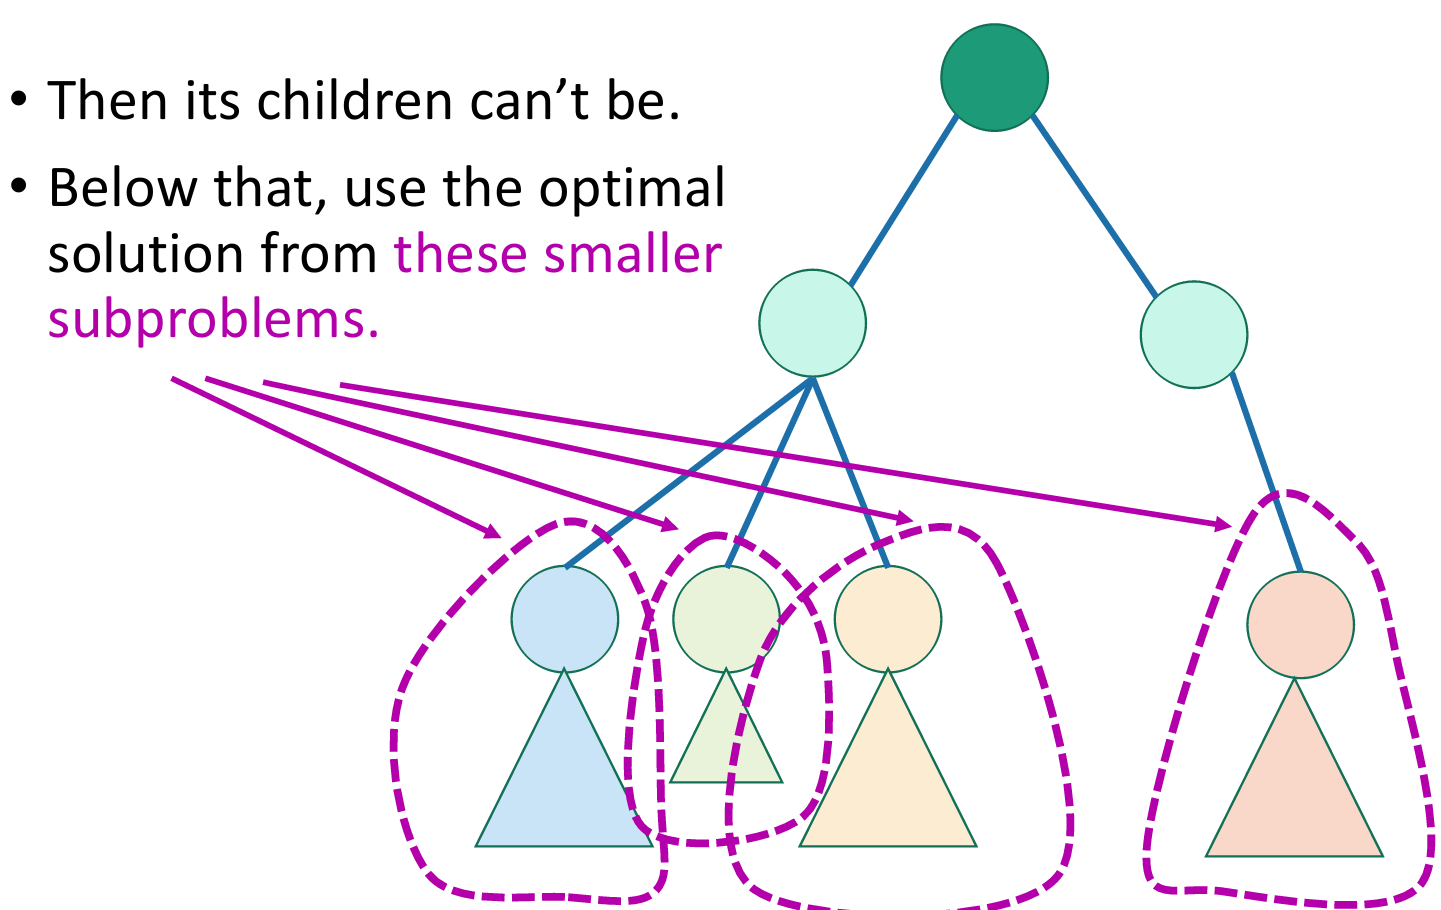 • Then its children can’t be.
• Below that, use the optimal
solution from these smaller
subproblems.